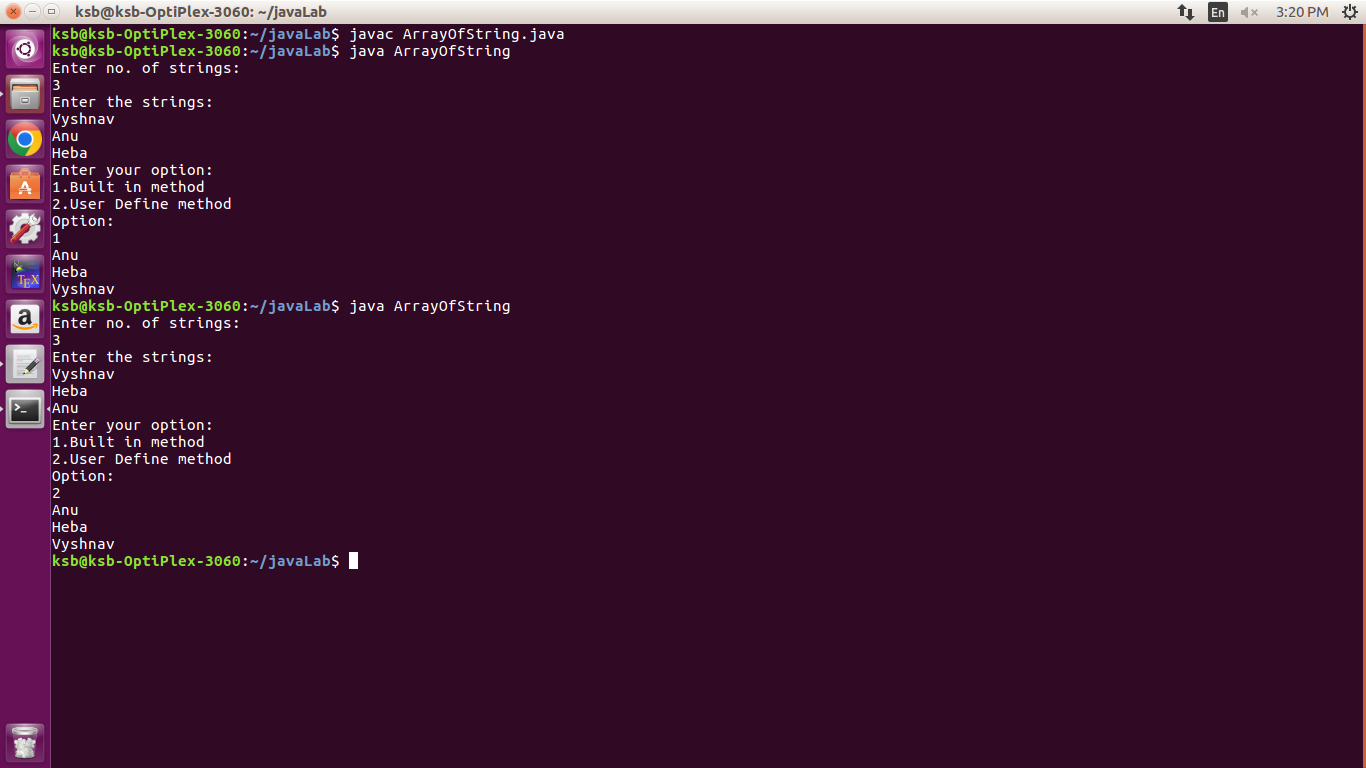 ksb@ksb-OptiPlex-3060: ~/javaLab
En
3:20 PM
ksb@ksb-OptiPlex-3060:~/javaLab$ javac ArrayOfString.java
ksb@ksb-OptiPlex-3060:~/javaLab$ java ArrayOfString
Enter no. of strings:
3
Enter the strings:
Vyshnav
Anu
Heba
Enter your option:
1.Built in method
2.User Define method
Option:
1
Anu
Heba
Vyshnav
ksb@ksb-OptiPlex-3060:~/javaLab$ java ArrayOfString
Enter no. of strings:
3
Enter the strings:
Vyshnav
Heba
Anu
Enter your option:
1.Built in method
2.User Define method
Option:
2
Anu
Heba
Vyshnav
ksb@ksb-OptiPlex-3060:~/javaLab$
TEX
a
>_